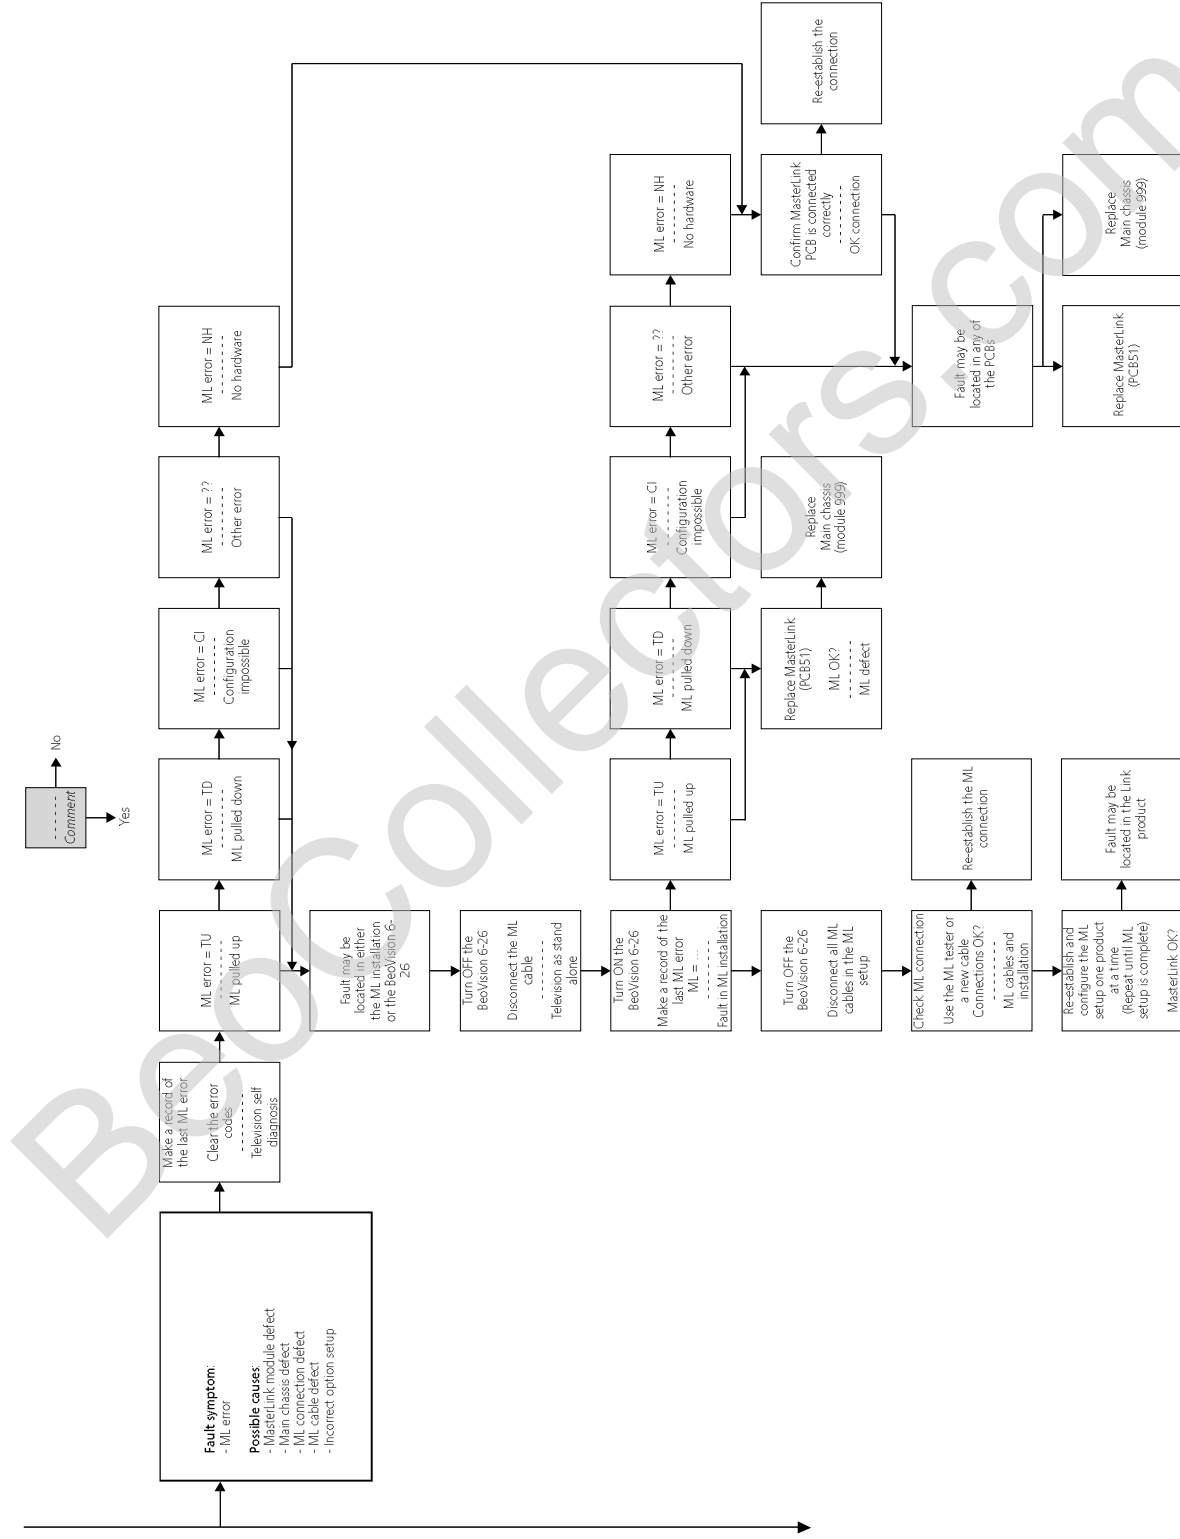 Comment
No
Yes
Fault symptom:
- ML error
Possible causes:
- MasterLink module defect
- Main chassis defect
- ML connection defect
- ML cable defect
- Incorrect option setup
Make a record of
the last ML error
Clear the error
codes
Television self
diagnosis
ML error = TU
ML pulled up
ML error = TD
ML pulled down
ML error = CI
Configuration
impossible
ML error = ??
Other error
ML error = NH
No hardware
Fault may be
located in either
the ML installation
or the BeoVision 6-
26
Turn OFF the
BeoVision 6-26
Disconnect the ML
cable
Television as stand
alone
Turn ON the
BeoVision 6-26
Make a record of the
last ML error
ML = ....
Fault in ML installation
ML error = TU
ML pulled up
ML error = TD
ML pulled down
ML error = CI
Configuration
impossible
ML error = ??
Other error
ML error = NH
No hardware
Turn OFF the
BeoVision 6-26
Disconnect all ML
cables in the ML
setup
Replace MasterLink
(PCB51)
ML OK?
ML defect
Replace
Main chassis
(module 999)
Confirm MasterLink
PCB is connected
correctly
OK connection
Re-establish the
connection
Check ML connection
Use the ML tester or
a new cable
Connections OK?
ML cables and
installation
Re-establish the ML
connection
Fault may be
located in any of
the PCBs
Re-establish and
configure the ML
setup one product
at a time
(Repeat until ML
setup is complete)
MasterLink OK?
Fault may be
located in the Link
product
Replace MasterLink
(PCB51)
Replace
Main chassis
(module 999)
BeoCollectors.com